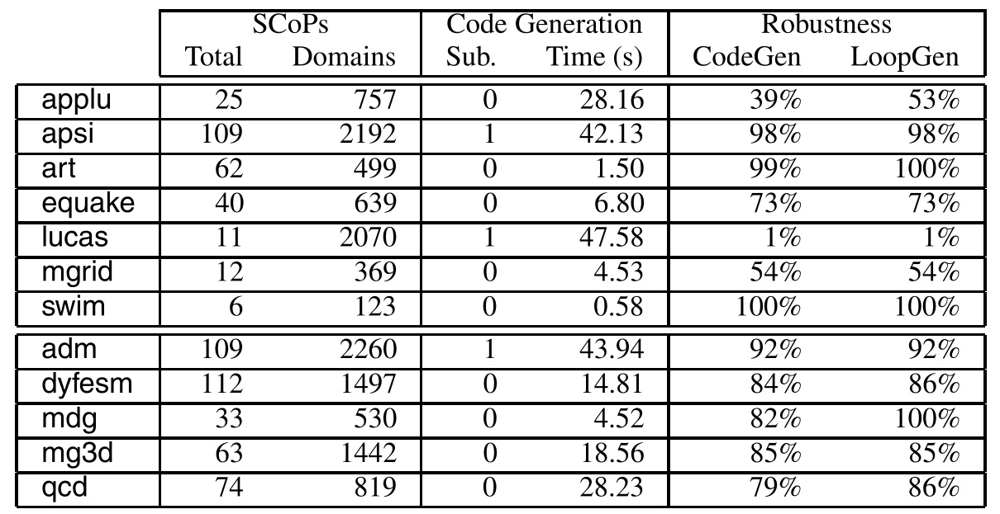 SCoPs Code Generation Robustness
Total Domains Sub. Time (s) CodeGen LoopGen
applu 25 757 0 28.16 39% 53%
apsi 109 2192 1 42.13 98% 98%
art 62 499 0 1.50 99% 100%
equake 40 639 0 6.80 73% 73%
lucas 11 2070 1 47.58 1% 1%
mgrid 12 369 0 4.53 54% 54%
swim 6 123 0 0.58 100% 100%
adm 109 2260 1 43.94 92% 92%
dyfesm 112 1497 0 14.81 84% 86%
mdg 33 530 0 4.52 82% 100%
mg3d 63 1442 0 18.56 85% 85%
qcd 74 819 0 28.23 79% 86%